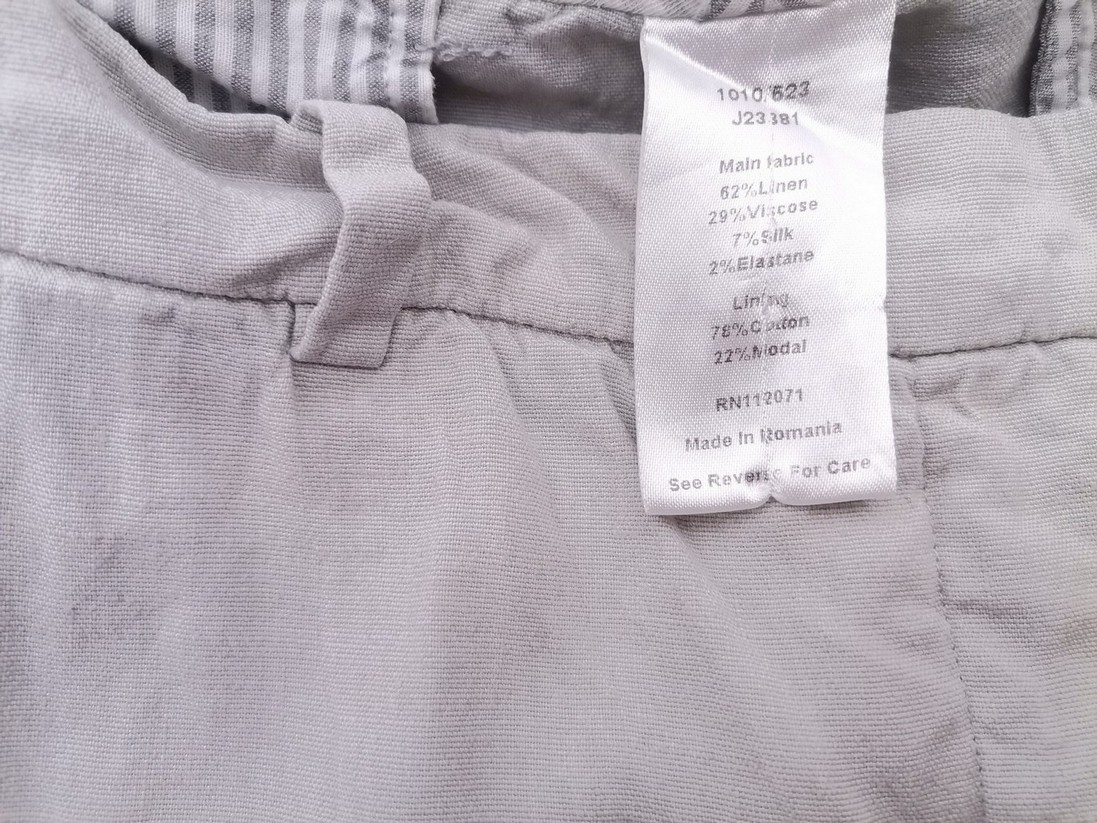 1010/623
J23381
Main fabric
62%Linen
29%Viscose
7%Silk
2%Elastane
Lining
78%Cotton
22%Modal
RN112071
Made In Romania
See Reverse For Care